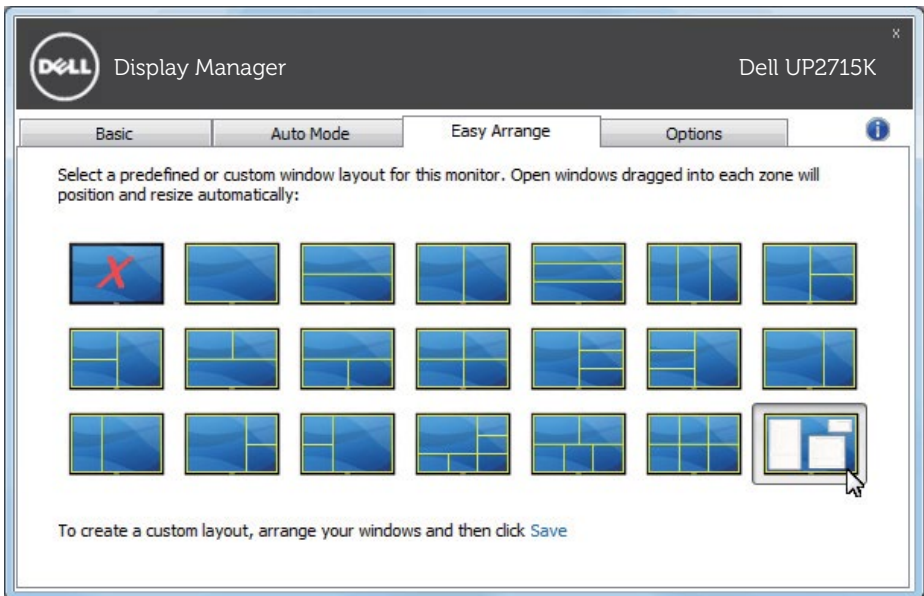 x
DELL Display Manager Dell UP2715K
Basic Auto Mode Easy Arrange Options i
Select a predefined or custom window layout for this monitor. Open windows dragged into each zone will
position and resize automatically:
X
To create a custom layout, arrange your windows and then click Save